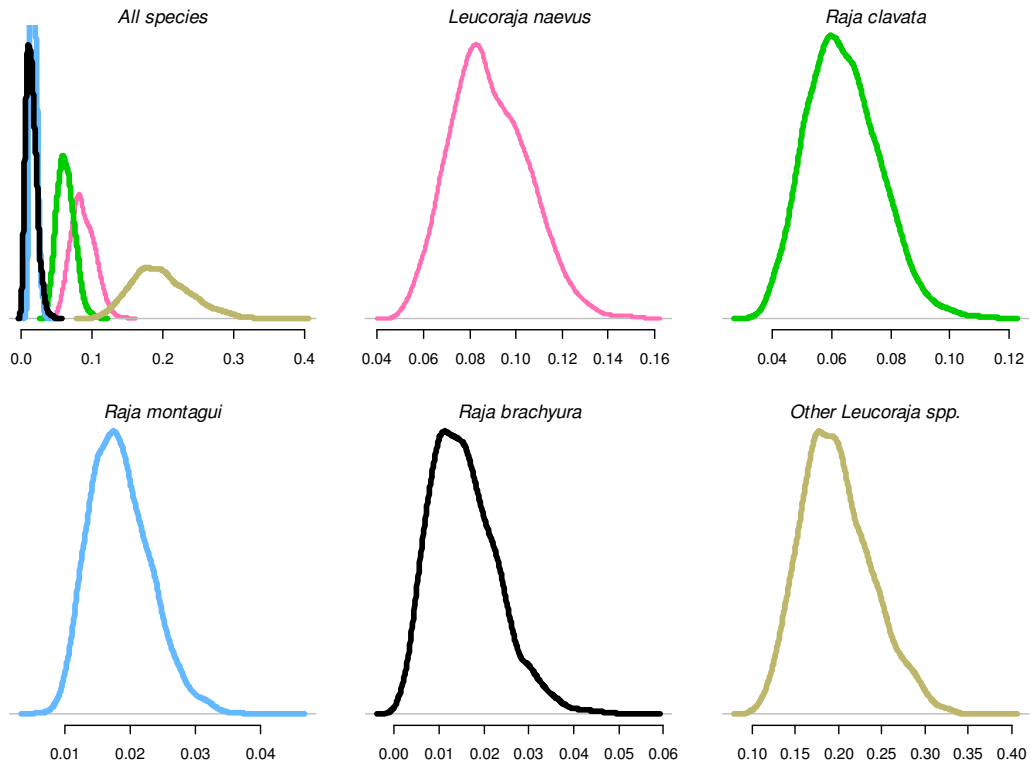 All species
Leucoraja naevus
Raja clavata
0.0 0.1 0.2 0.3 0.4
0.04 0.06 0.08 0.10 0.12 0.14 0.16
0.04 0.06 0.08 0.10 0.12
Raja montagui
Raja brachyura
Other Leucoraja spp.
0.01 0.02 0.03 0.04
0.00 0.01 0.02 0.03 0.04 0.05 0.06
0.10 0.15 0.20 0.25 0.30 0.35 0.40